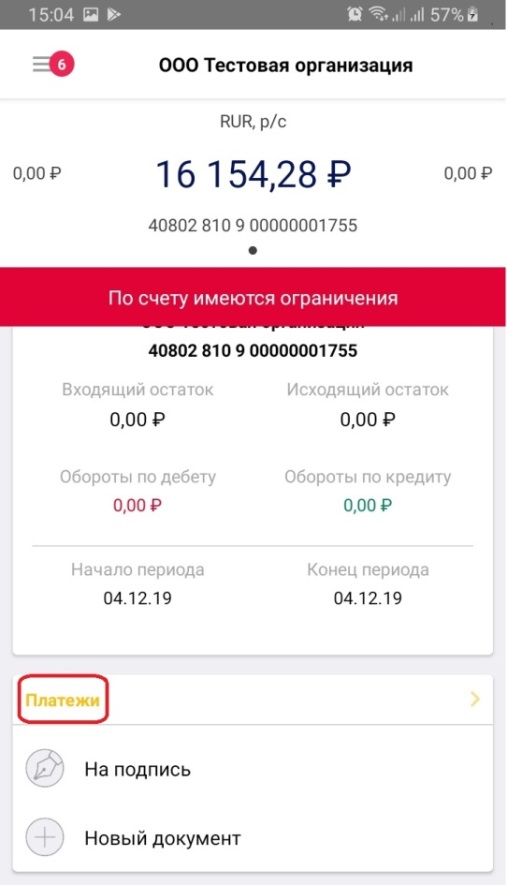 15:04 57%
6 ООО Тестовая организация
RUR, р/с
0,00 ₽ 16 154,28 ₽ 0,00 ₽
40802 810 9 00000001755
По счету имеются ограничения
ООО Тестовая организация
40802 810 9 00000001755
Входящий остаток Исходящий остаток
0,00 ₽ 0,00 ₽
Обороты по дебету Обороты по кредиту
0,00 ₽ 0,00 ₽
Начало периода Конец периода
04.12.19 04.12.19
Платежи
На подпись
Новый документ